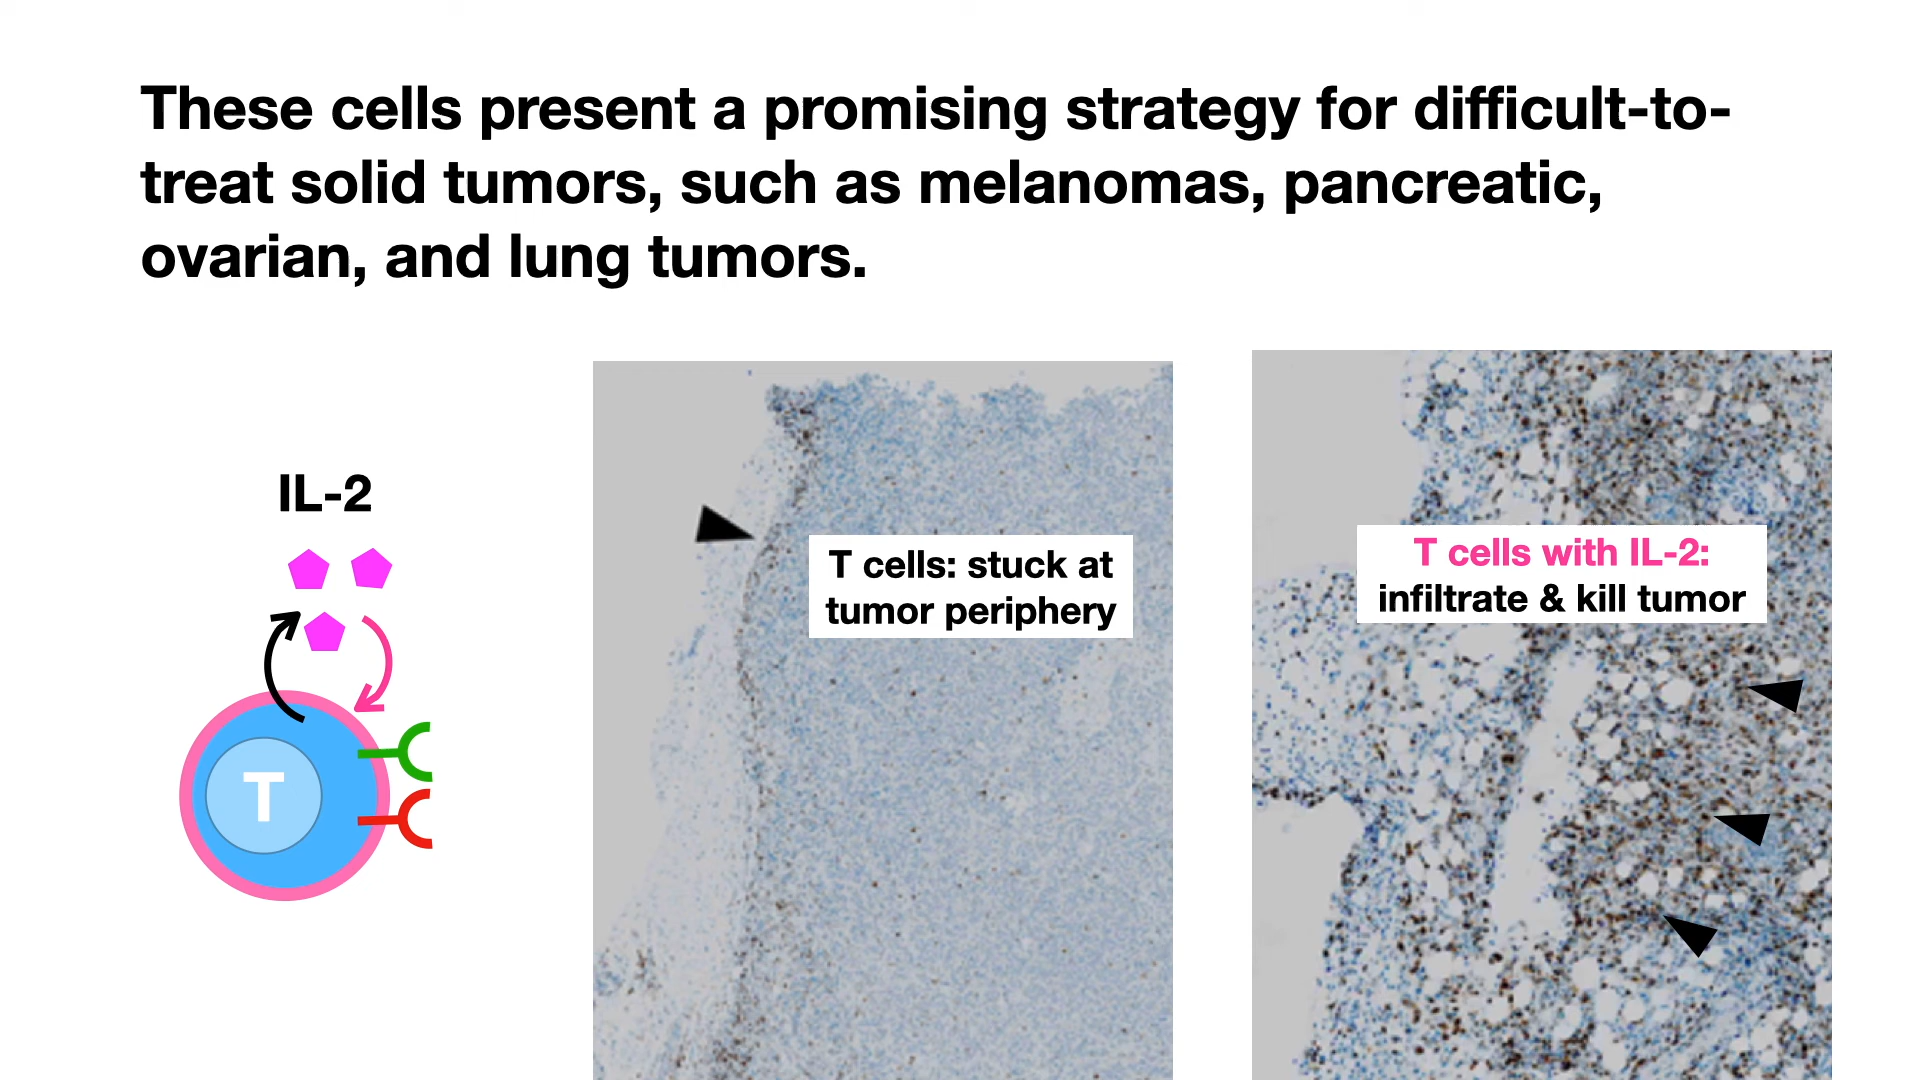 These cells present a promising strategy for difficult-to-
treat solid tumors, such as melanomas, pancreatic,
ovarian, and lung tumors.
IL-2
T
T cells: stuck at
tumor periphery
T cells with IL-2:
infiltrate & kill tumor